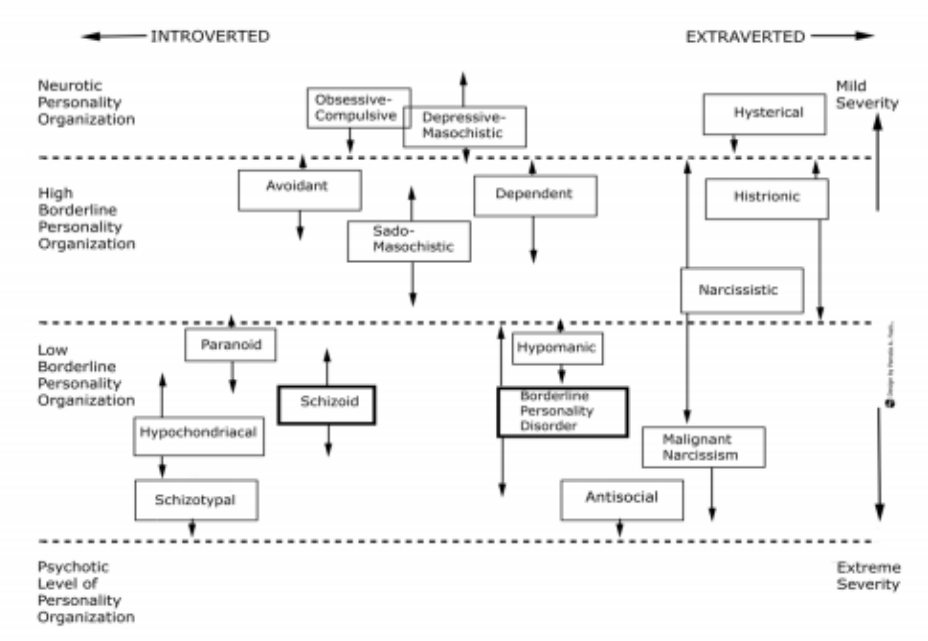 INTROVERTED
EXTRAVERTED
Neurotic
Personality
Organization
Obsessive-
Compulsive
Depressive-
Masochistic
Hysterical
Mild
Severity
High
Borderline
Personality
Organization
Avoidant
Sado-
Masochistic
Dependent
Histrionic
Narcissistic
Low
Borderline
Personality
Organization
Paranoid
Schizoid
Hypochondriacal
Schizotypal
Hypomanic
Borderline
Personality
Disorder
Malignant
Narcissism
Antisocial
Psychotic
Level of
Personality
Organization
Extreme
Severity
Design by